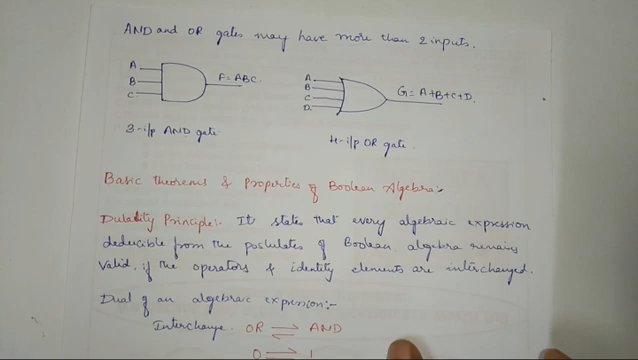 AND and OR gates may have more than 2 inputs.
A
B
C
F = ABC.
3-i/p AND gate
A
B
C
D
G = A+B+C+D.
4-i/p OR gate.
Basic theorems & Properties of Boolean Algebra:
Duality Principle:- It states that every algebraic expression
deducible from the postulates of Boolean algebra remains
valid, if the operators & identity elements are interchanged.
Dual of an algebraic expression:-
Interchange OR ⇌ AND
0 ⇌ 1